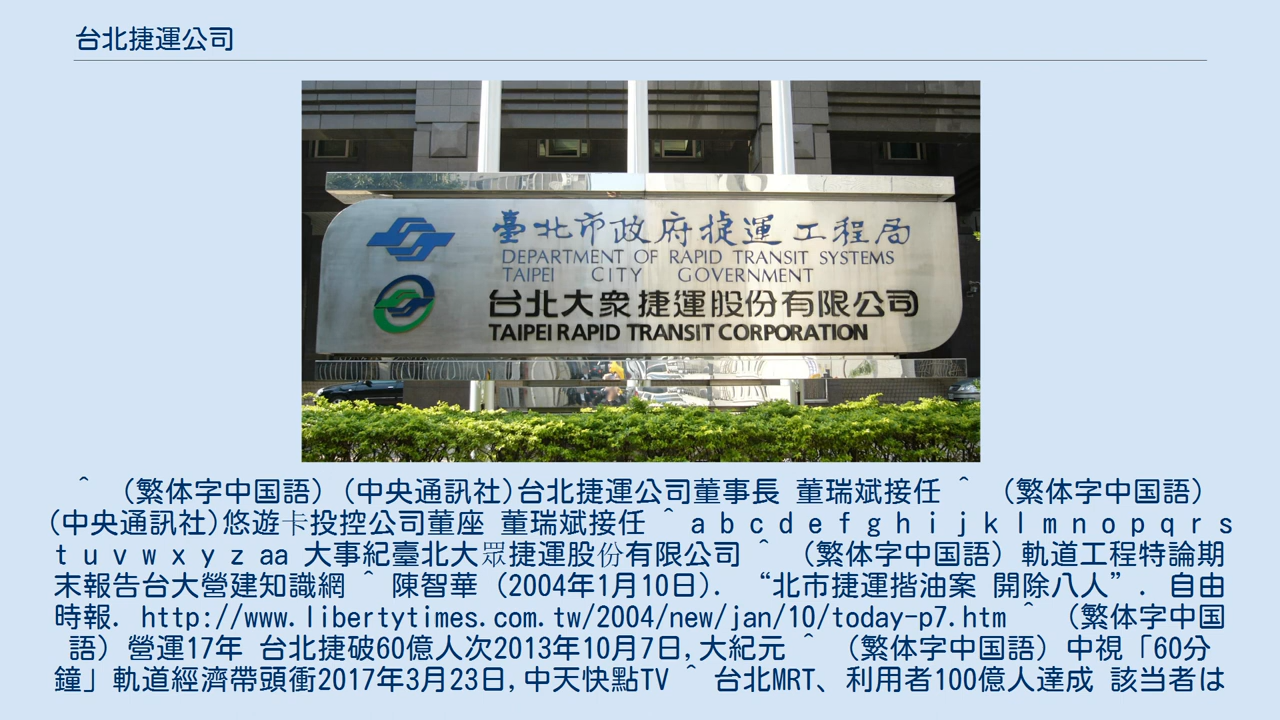 台北捷運公司
臺北市政府捷運工程局
DEPARTMENT OF RAPID TRANSIT SYSTEMS
TAIPEI CITY GOVERNMENT
台北大眾捷運股份有限公司
TAIPEI RAPID TRANSIT CORPORATION
^ （繁体字中国語）(中央通訊社)台北捷運公司董事長 董瑞斌接任 ^ （繁体字中国語）
(中央通訊社)悠遊卡投控公司董座 董瑞斌接任 ^ a b c d e f g h i j k l m n o p q r s
t u v w x y z aa 大事紀臺北大眾捷運股份有限公司 ^ （繁体字中国語）軌道工程特論期
末報告台大營建知識網 ^ 陳智華 (2004年1月10日). “北市捷運揩油案 開除八人”. 自由
時報. http://www.libertytimes.com.tw/2004/new/jan/10/today-p7.htm ^ （繁体字中国
語）營運17年 台北捷破60億人次2013年10月7日,大紀元 ^ （繁体字中国語）中視「60分
鐘」軌道經濟帶頭衝2017年3月23日,中天快點TV ^ 台北MRT、利用者100億人達成 該当者は